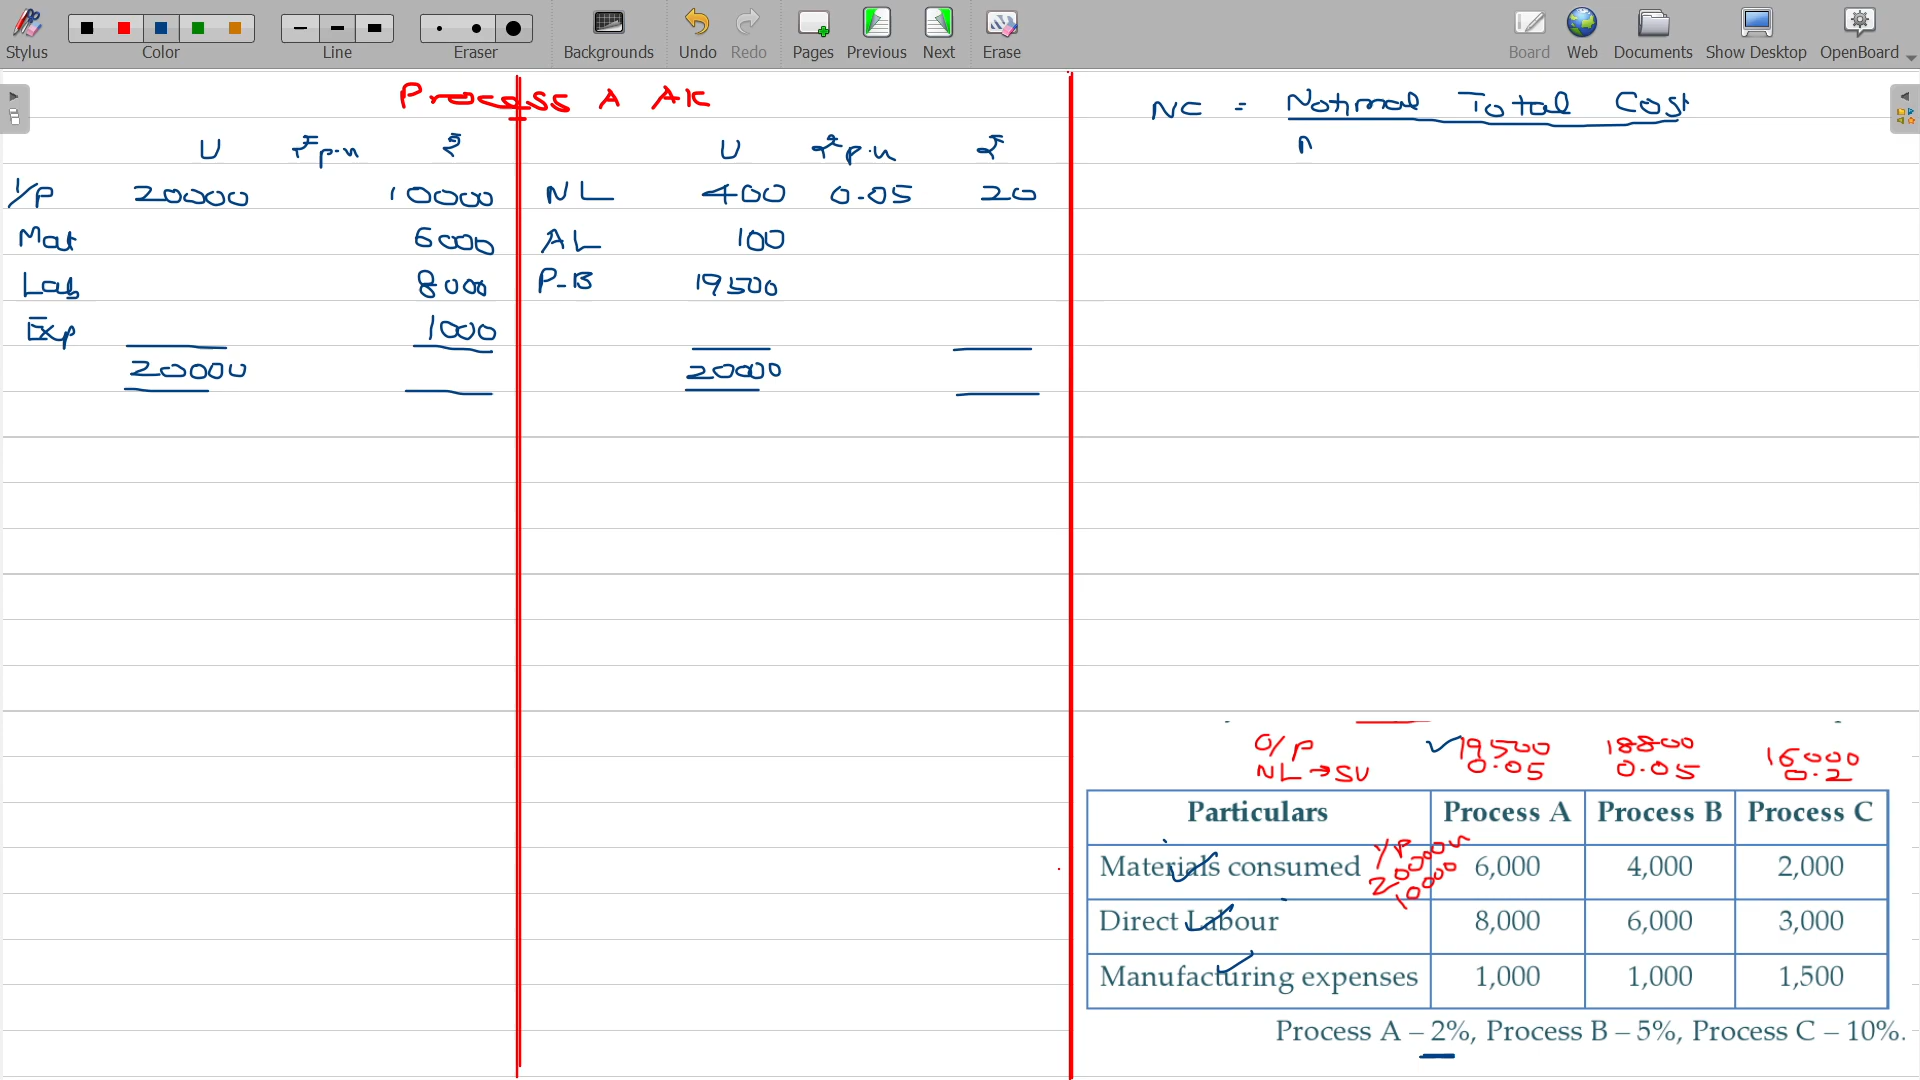 Stylus Color Line Eraser Backgrounds Undo Redo Pages Previous Next Erase Board Web Documents Show Desktop OpenBoard
Process A A/c
U ₹p.u ₹ U ₹p.u ₹
I/P 20000 10000 NL 400 0.05 20
Mat 6000 AL 100
Lab 8000 P-B 19500
Exp 1000
20000 20000
NC = Normal Total Cost
n
O/P 19500 18800 16000
NL → SV 0.05 0.05 0.2
Particulars Process A Process B Process C
I/P 20000u 10000
Materials consumed 6,000 4,000 2,000
Direct Labour 8,000 6,000 3,000
Manufacturing expenses 1,000 1,000 1,500
Process A – 2%, Process B – 5%, Process C – 10%.